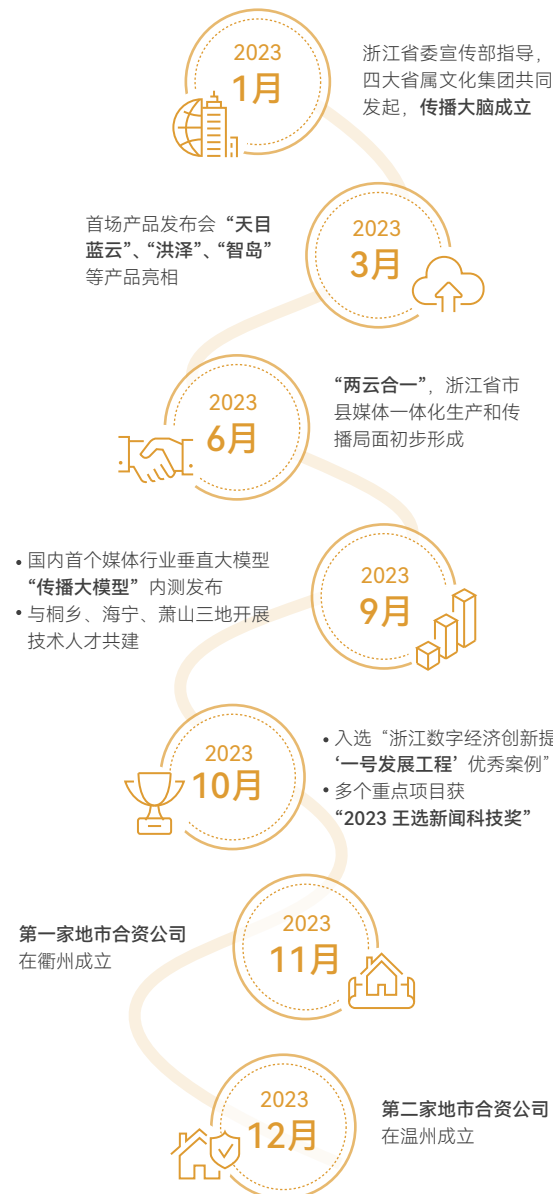 2023
1月
浙江省委宣传部指导，
四大省属文化集团共同
发起，传播大脑成立
首场产品发布会“天目
蓝云”、“洪泽”、“智岛”
等产品亮相
2023
3月
2023
6月
“两云合一”，浙江省市
县媒体一体化生产和传
播局面初步形成
• 国内首个媒体行业垂直大模型
“传播大模型”内测发布
• 与桐乡、海宁、萧山三地开展
技术人才共建
2023
9月
2023
10月
• 入选“浙江数字经济创新提
‘一号发展工程’优秀案例”
• 多个重点项目获
“2023 王选新闻科技奖”
第一家地市合资公司
在衢州成立
2023
11月
2023
12月
第二家地市合资公司
在温州成立